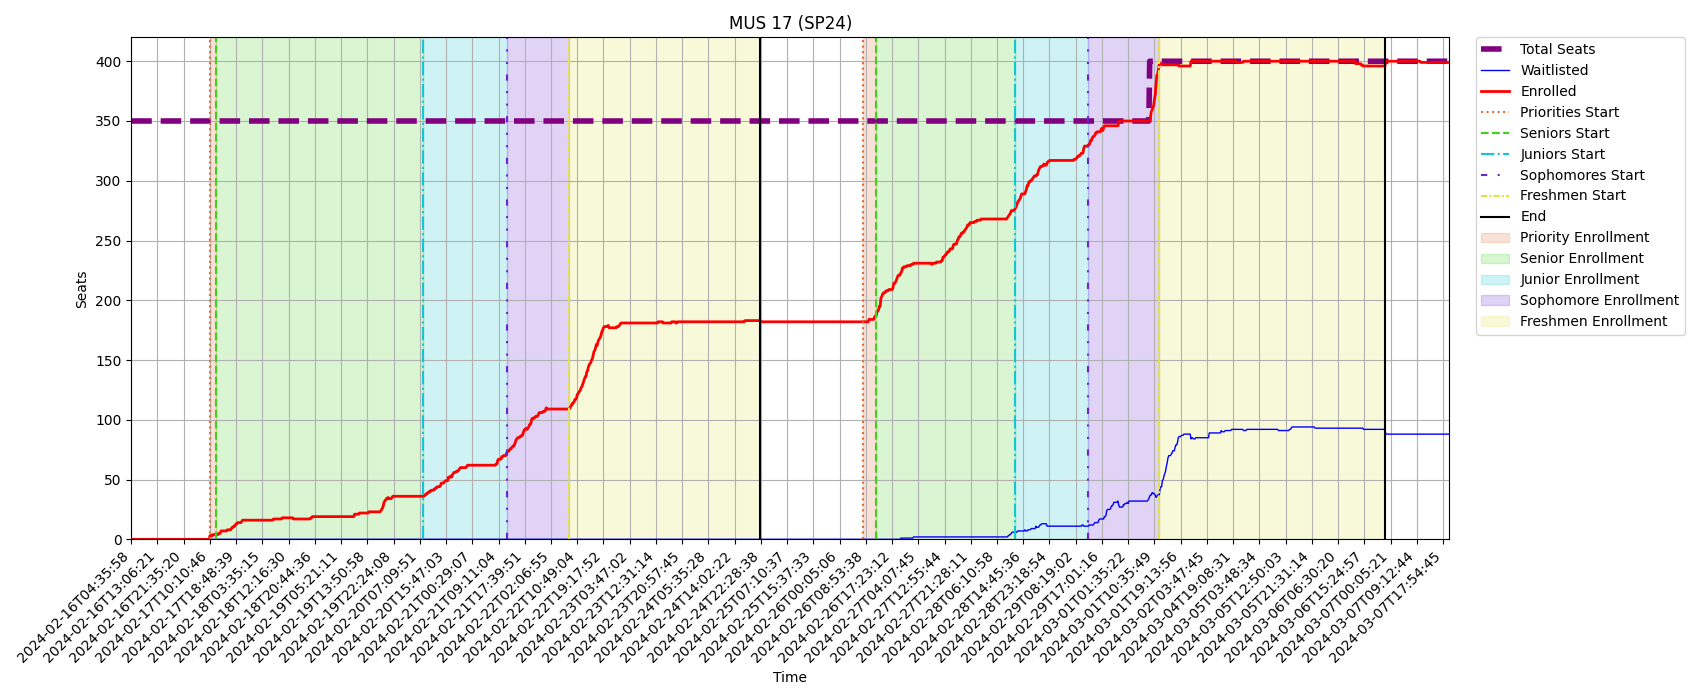 MUS 17 (SP24)
Seats
400
350
300
250
200
150
100
50
0
2024-02-16T04:35:58
2024-02-16T13:06:21
2024-02-16T21:35:20
2024-02-17T10:10:46
2024-02-17T18:48:39
2024-02-18T03:35:15
2024-02-18T12:16:30
2024-02-18T20:44:36
2024-02-19T05:21:11
2024-02-19T13:50:58
2024-02-19T22:24:08
2024-02-20T07:09:51
2024-02-20T15:47:03
2024-02-21T00:29:07
2024-02-21T09:11:04
2024-02-21T17:39:51
2024-02-22T02:06:55
2024-02-22T10:49:04
2024-02-22T19:17:52
2024-02-23T03:47:02
2024-02-23T12:31:14
2024-02-23T20:57:45
2024-02-24T05:35:28
2024-02-24T14:02:22
2024-02-24T22:28:38
2024-02-25T07:10:37
2024-02-25T15:37:33
2024-02-26T00:05:06
2024-02-26T08:53:38
2024-02-26T17:23:12
2024-02-27T04:07:45
2024-02-27T12:55:44
2024-02-27T21:28:11
2024-02-28T06:10:58
2024-02-28T14:45:36
2024-02-28T23:18:54
2024-02-29T08:19:02
2024-02-29T17:01:16
2024-03-01T01:35:22
2024-03-01T10:35:49
2024-03-01T19:13:56
2024-03-02T03:47:45
2024-03-04T19:08:31
2024-03-05T03:48:34
2024-03-05T12:50:03
2024-03-05T21:31:14
2024-03-06T06:30:20
2024-03-06T15:24:57
2024-03-07T00:05:21
2024-03-07T09:12:44
2024-03-07T17:54:45
Time
Total Seats
Waitlisted
Enrolled
Priorities Start
Seniors Start
Juniors Start
Sophomores Start
Freshmen Start
End
Priority Enrollment
Senior Enrollment
Junior Enrollment
Sophomore Enrollment
Freshmen Enrollment